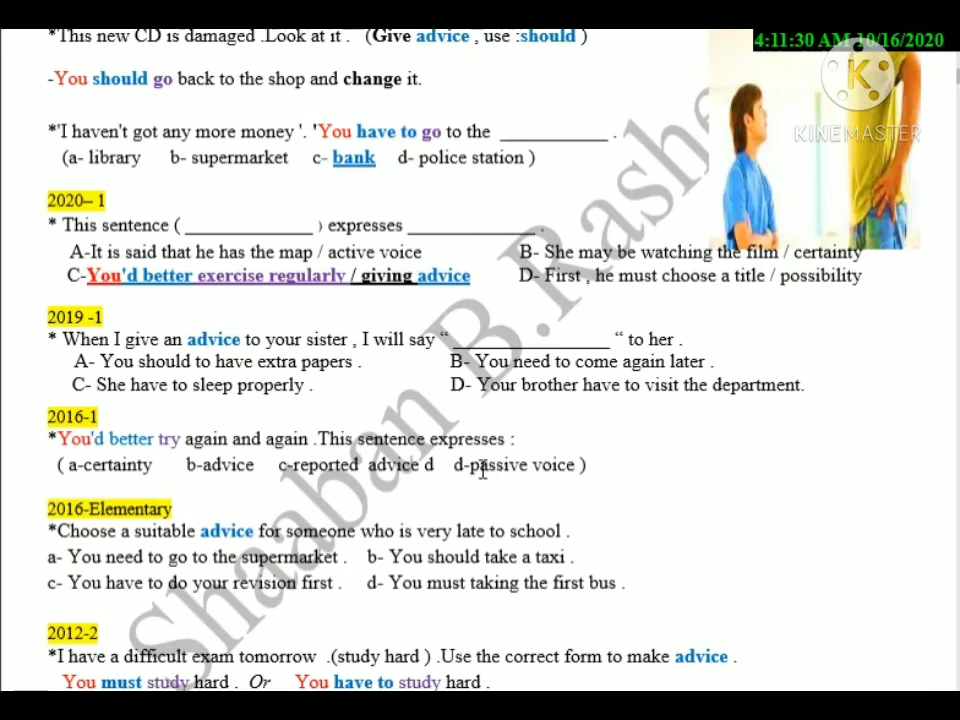 *This new CD is damaged .Look at it . (Give advice , use :should )
4:11:30 AM 10/16/2020
K
KINEMASTER
-You should go back to the shop and change it.
*'I haven't got any more money '. 'You have to go to the ___________ .
(a- library b- supermarket c- bank d- police station )
2020– 1
* This sentence ( ____________ ) expresses ____________ .
A-It is said that he has the map / active voice B- She may be watching the film / certainty
C-You'd better exercise regularly / giving advice D- First , he must choose a title / possibility
2019 -1
* When I give an advice to your sister , I will say “ ________________ “ to her .
A- You should to have extra papers . B- You need to come again later .
C- She have to sleep properly . D- Your brother have to visit the department.
2016-1
*You'd better try again and again .This sentence expresses :
( a-certainty b-advice c-reported advice d d-passive voice )
2016-Elementary
*Choose a suitable advice for someone who is very late to school .
a- You need to go to the supermarket . b- You should take a taxi .
c- You have to do your revision first . d- You must taking the first bus .
2012-2
*I have a difficult exam tomorrow .(study hard ) .Use the correct form to make advice .
You must study hard . Or You have to study hard .
Shaaban B.Rashe